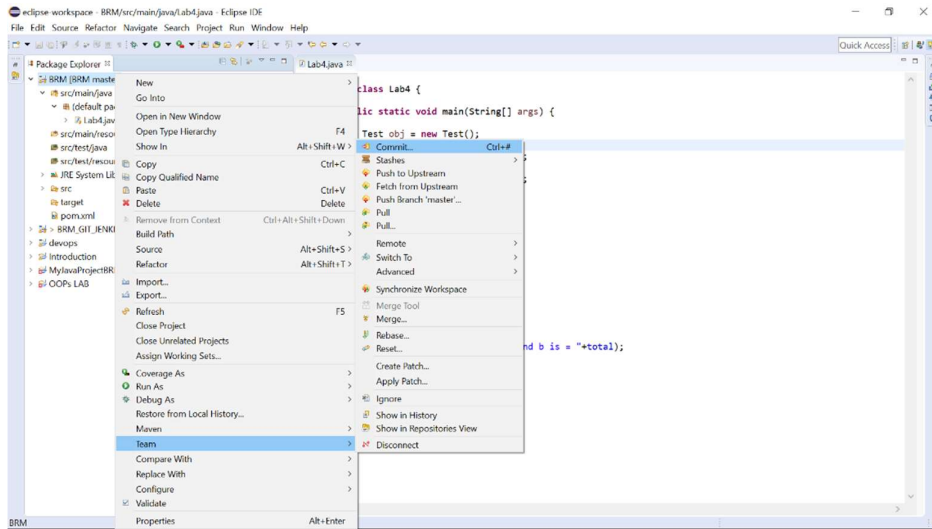 eclipse-workspace - BRM/src/main/java/Lab4.java - Eclipse IDE
File Edit Source Refactor Navigate Search Project Run Window Help
Quick Access
Package Explorer
Lab4.java
BRM [BRM maste
src/main/java
(default pa
Lab4.jav
src/main/reso
src/test/java
src/test/resou
JRE System Lib
src
target
pom.xml
> BRM_GIT_JENKI
devops
Introduction
MyJavaProjectBR
OOPs LAB
New
Go Into
Open in New Window
Open Type Hierarchy F4
Show In Alt+Shift+W >
Copy Ctrl+C
Copy Qualified Name
Paste Ctrl+V
Delete Delete
Remove from Context Ctrl+Alt+Shift+Down
Build Path
Source Alt+Shift+S >
Refactor Alt+Shift+T >
Import...
Export...
Refresh F5
Close Project
Close Unrelated Projects
Assign Working Sets...
Coverage As
Run As
Debug As
Restore from Local History...
Maven
Team
Compare With
Replace With
Configure
Validate
Properties Alt+Enter
Commit... Ctrl+#
Stashes
Push to Upstream
Fetch from Upstream
Push Branch 'master'...
Pull
Pull...
Remote
Switch To
Advanced
Synchronize Workspace
Merge Tool
Merge...
Rebase...
Reset...
Create Patch...
Apply Patch...
Ignore
Show in History
Show in Repositories View
Disconnect
class Lab4 {
lic static void main(String[] args) {
Test obj = new Test();
;
;
nd b is = "+total);
BRM